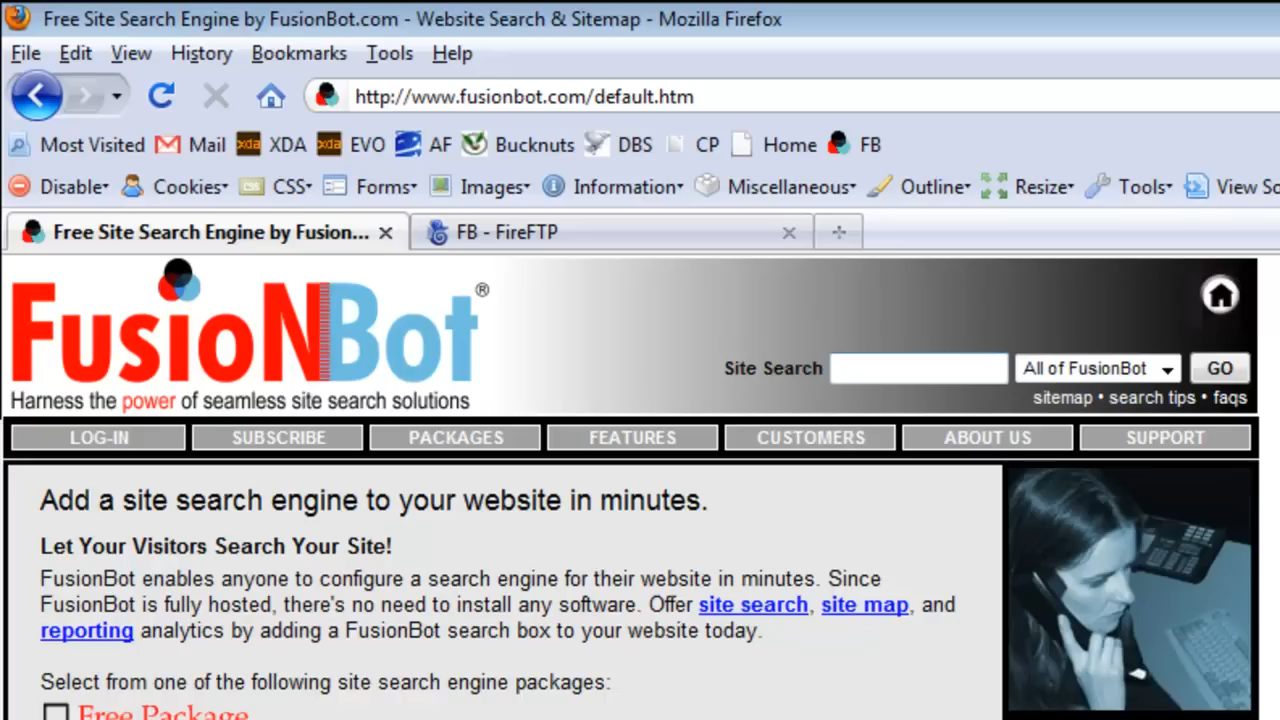 Free Site Search Engine by FusionBot.com - Website Search & Sitemap - Mozilla Firefox
File Edit View History Bookmarks Tools Help
http://www.fusionbot.com/default.htm
Most Visited Mail xda XDA xda EVO AF Bucknuts DBS CP Home FB
Disable Cookies CSS Forms Images Information Miscellaneous Outline Resize Tools View So
Free Site Search Engine by Fusion... FB - FireFTP
FusioNBot®
Harness the power of seamless site search solutions
Site Search All of FusionBot GO
sitemap • search tips • faqs
LOG-IN SUBSCRIBE PACKAGES FEATURES CUSTOMERS ABOUT US SUPPORT
Add a site search engine to your website in minutes.
Let Your Visitors Search Your Site!
FusionBot enables anyone to configure a search engine for their website in minutes. Since
FusionBot is fully hosted, there's no need to install any software. Offer site search, site map, and
reporting analytics by adding a FusionBot search box to your website today.
Select from one of the following site search engine packages:
Free Package